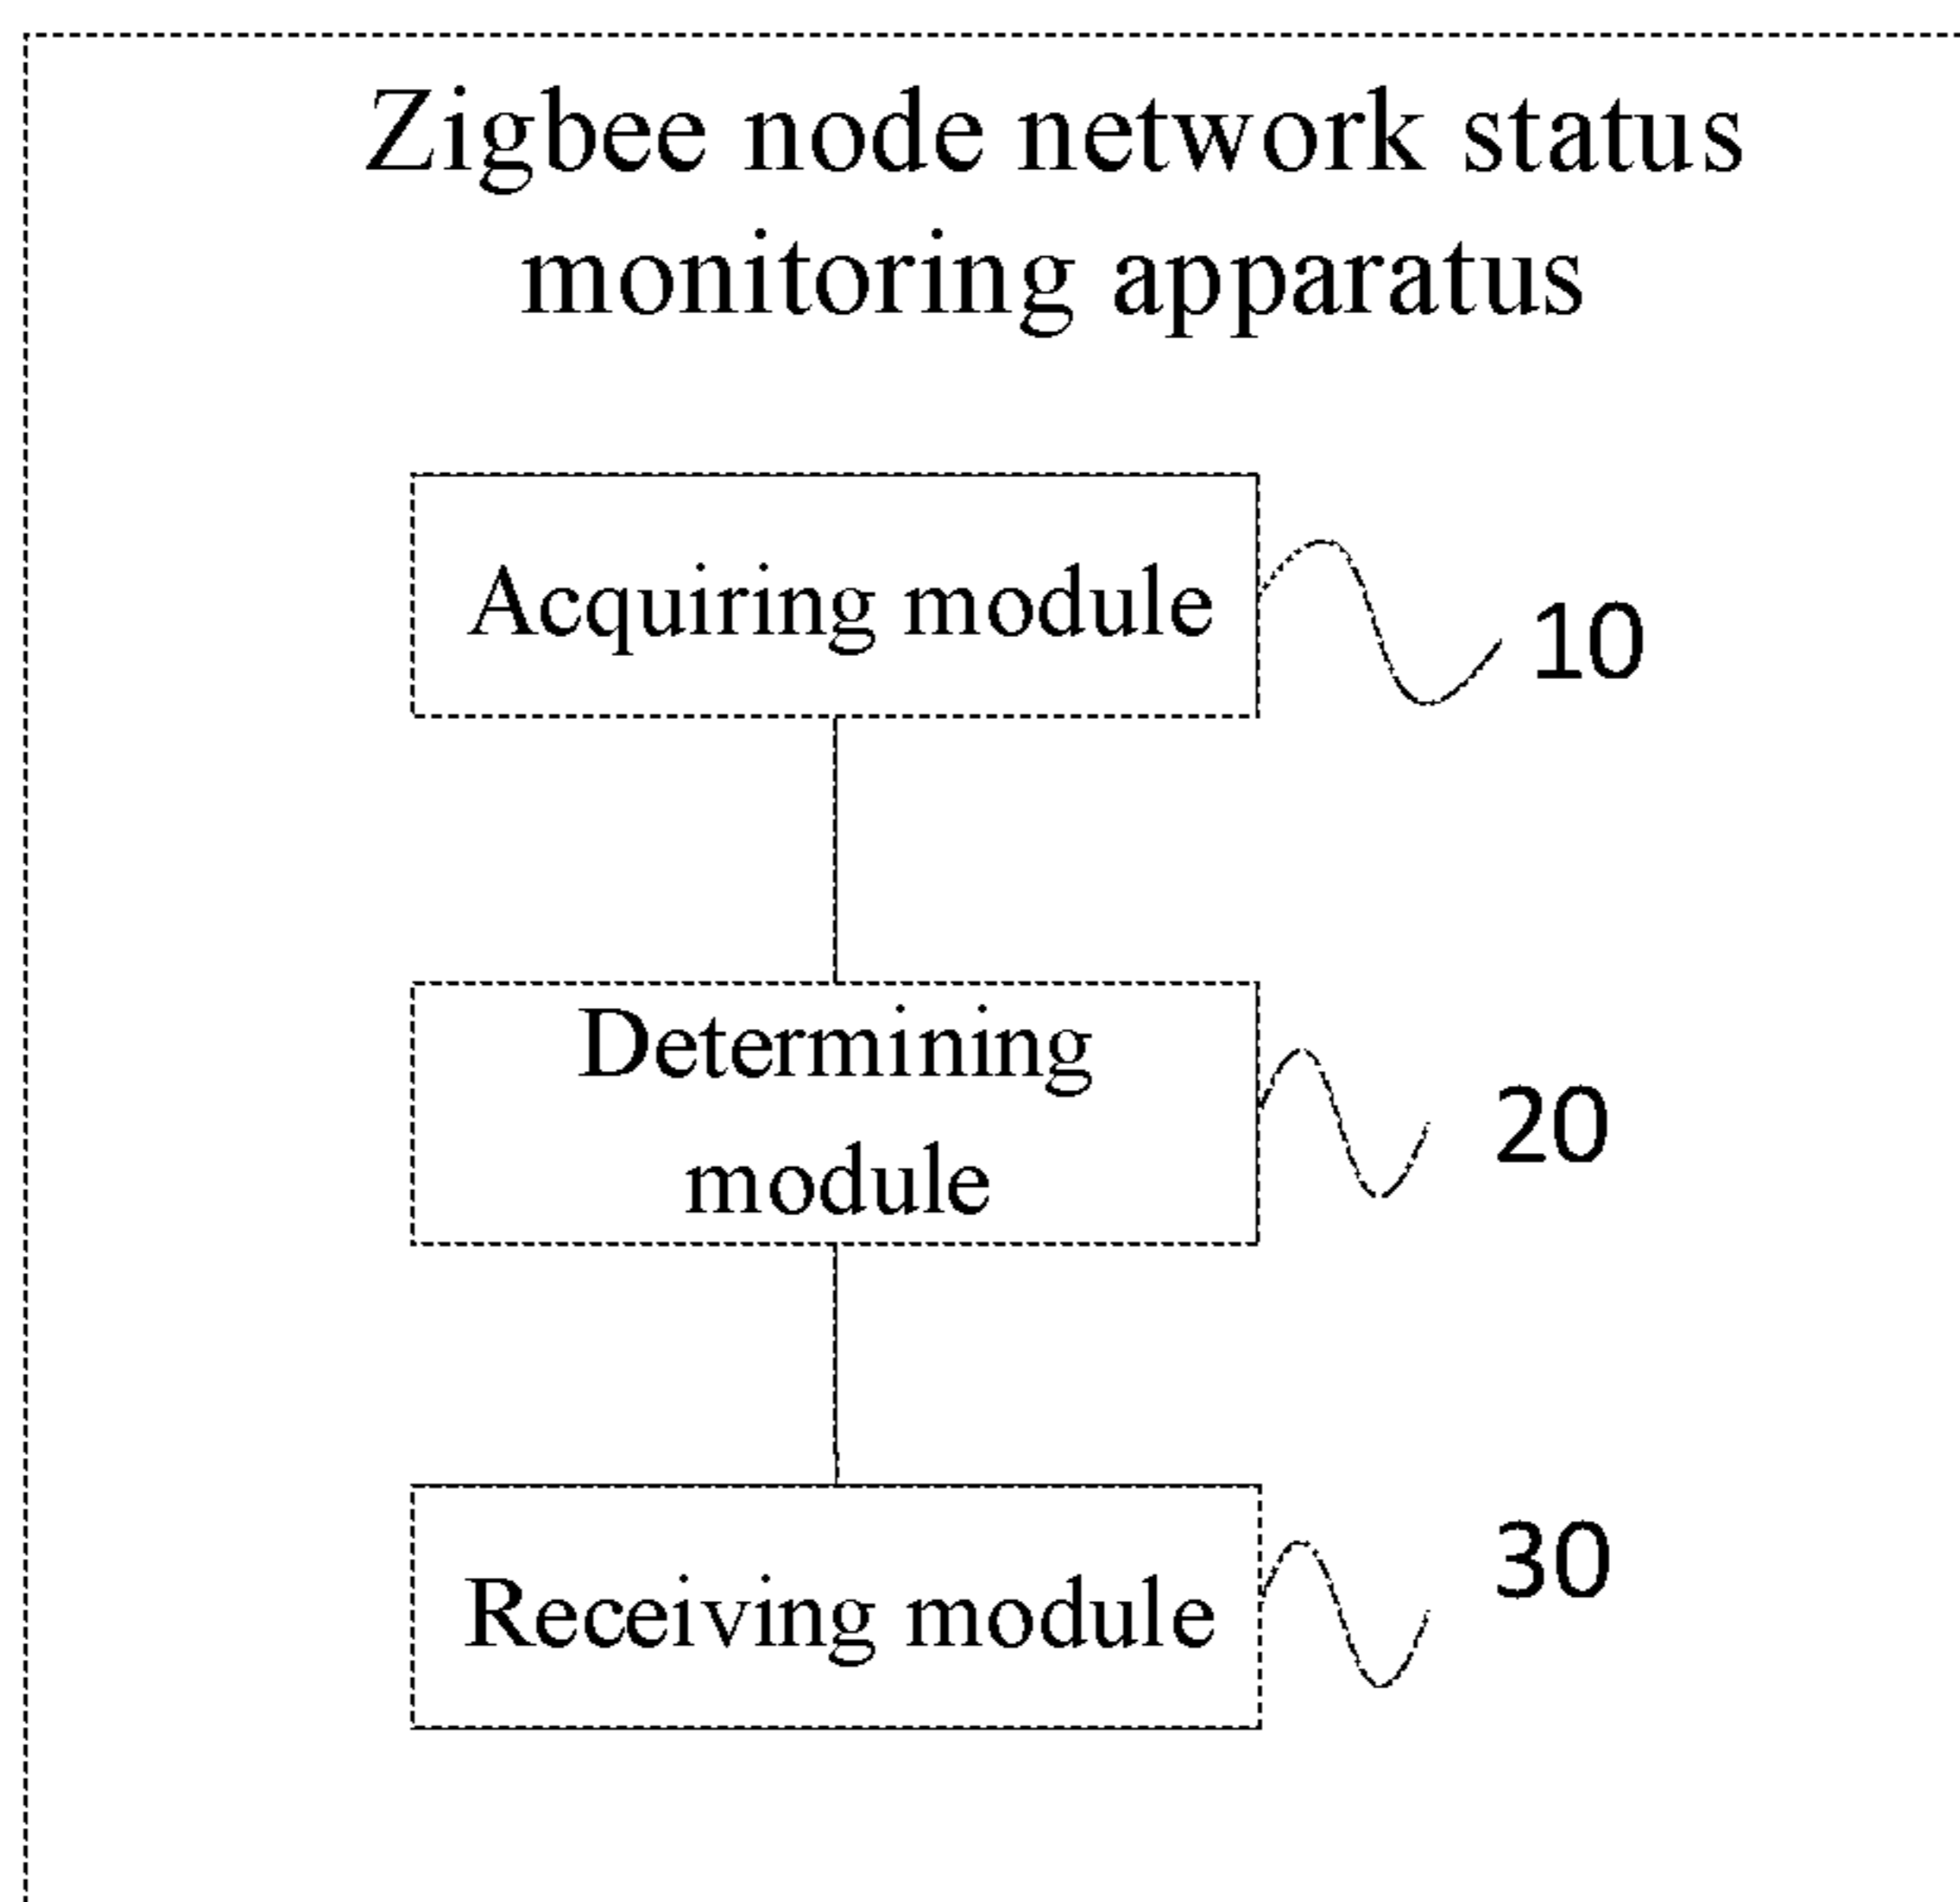 Zigbee node network status
monitoring apparatus
Acquiring module
10
Determining
module
20
Receiving module
30